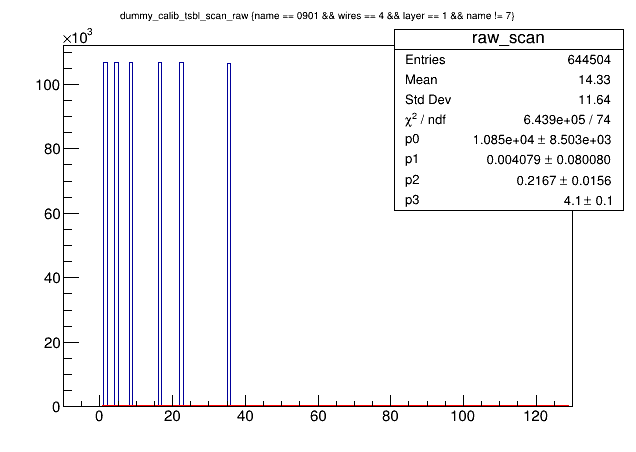 dummy_calib_tsbl_scan_raw {name == 0901 && wires == 4 && layer == 1 && name != 7}
×10³
raw_scan
Entries 644504
Mean 14.33
Std Dev 11.64
χ² / ndf 6.439e+05 / 74
p0 1.085e+04 ± 8.503e+03
p1 0.004079 ± 0.080080
p2 0.2167 ± 0.0156
p3 4.1 ± 0.1
100
80
60
40
20
0
0 20 40 60 80 100 120